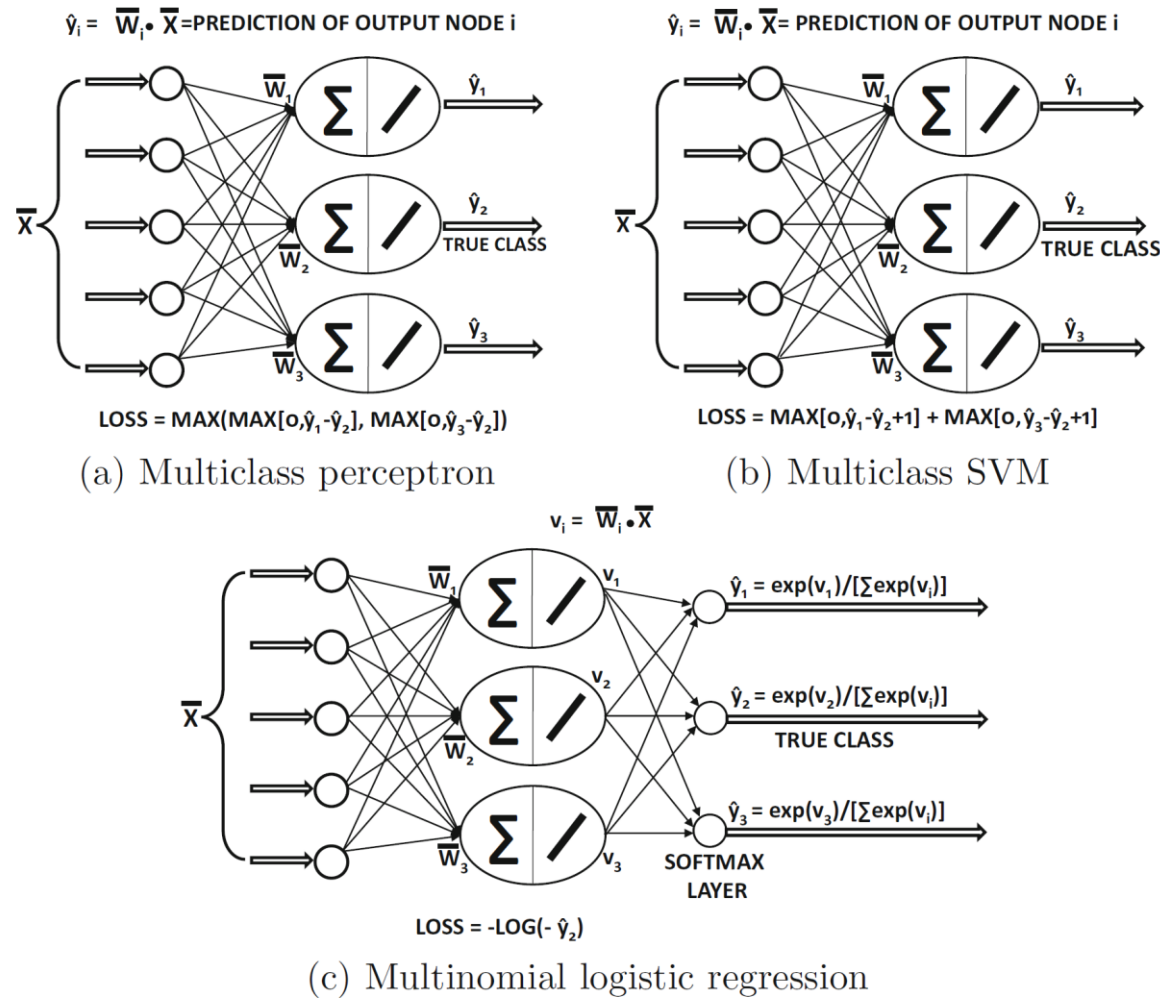 ŷᵢ = W̅ᵢ • X̅=PREDICTION OF OUTPUT NODE i
X̅
W̅₁
W̅₂
W̅₃
Σ
Σ
Σ
ŷ₁
ŷ₂
TRUE CLASS
ŷ₃
LOSS = MAX(MAX[0,ŷ₁-ŷ₂], MAX[0,ŷ₃-ŷ₂])
(a) Multiclass perceptron
ŷᵢ = W̅ᵢ • X̅= PREDICTION OF OUTPUT NODE i
X̅
W̅₁
W̅₂
W̅₃
Σ
Σ
Σ
ŷ₁
ŷ₂
TRUE CLASS
ŷ₃
LOSS = MAX[0,ŷ₁-ŷ₂+1] + MAX[0,ŷ₃-ŷ₂+1]
(b) Multiclass SVM
vᵢ = W̅ᵢ • X̅
X̅
W̅₁
W̅₂
W̅₃
Σ
Σ
Σ
v₁
v₂
v₃
ŷ₁ = exp(v₁)/[∑exp(vᵢ)]
ŷ₂ = exp(v₂)/[∑exp(vᵢ)]
TRUE CLASS
ŷ₃ = exp(v₃)/[∑exp(vᵢ)]
SOFTMAX
LAYER
LOSS = -LOG(- ŷ₂)
(c) Multinomial logistic regression